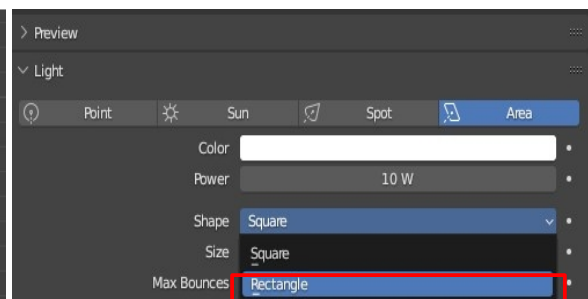 Preview
Light
Point Sun Spot Area
Color
Power 10 W
Shape Square
Size Square
Max Bounces Rectangle